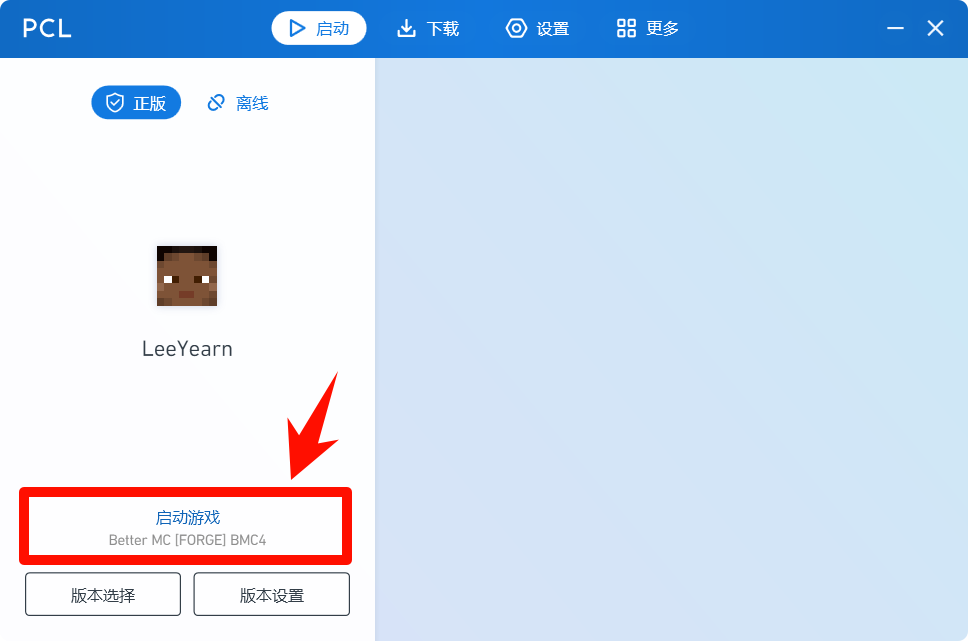 PCL
启动
下载
设置
更多
正版
离线
LeeYearn
启动游戏
Better MC [FORGE] BMC4
版本选择
版本设置